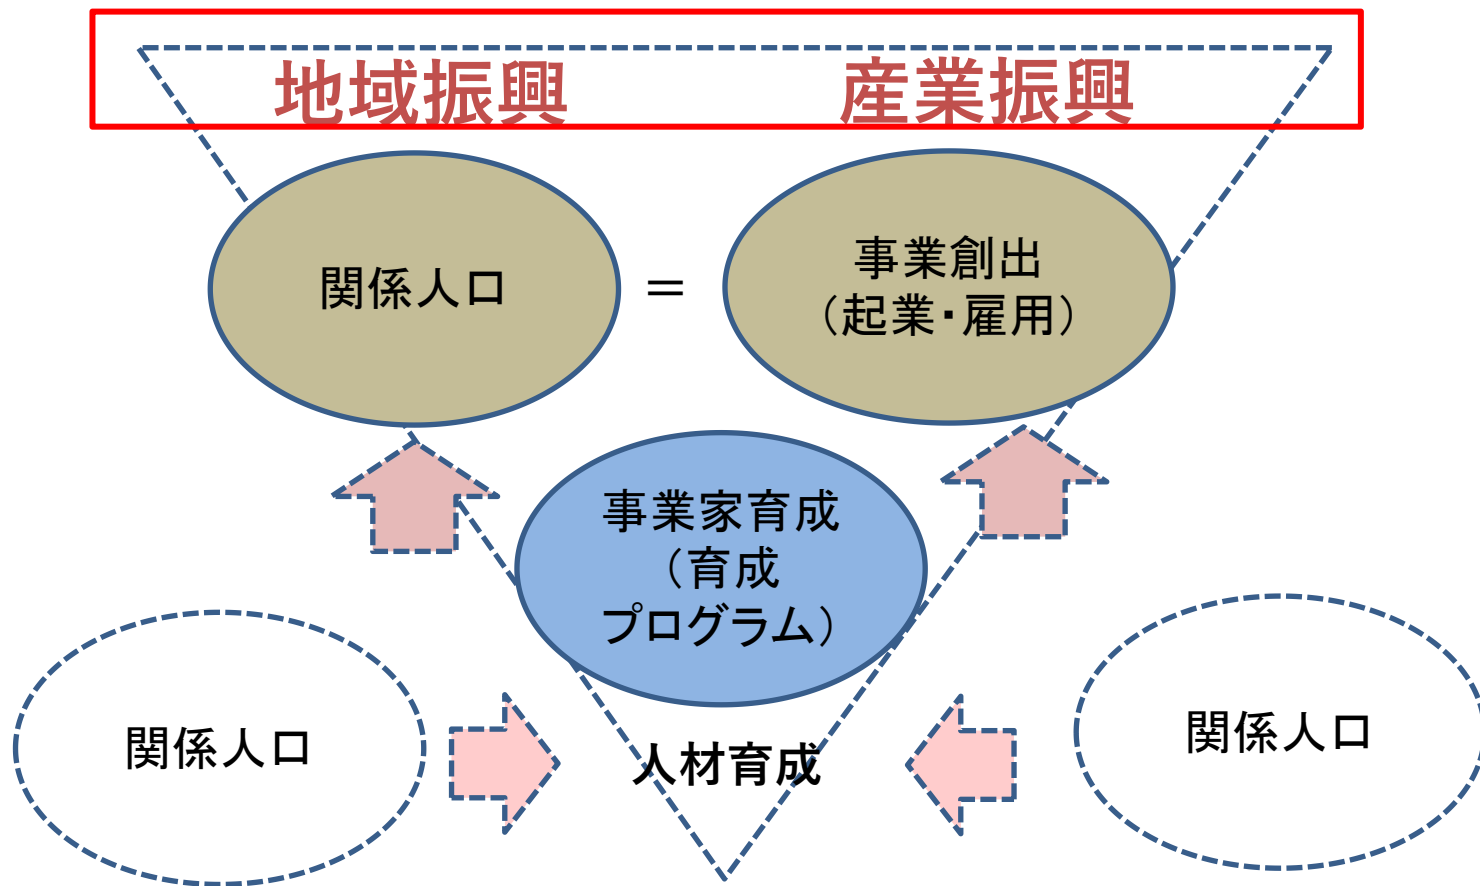 地域振興
産業振興
関係人口
=
事業創出
（起業・雇用）
事業家育成
（育成
プログラム）
関係人口
人材育成
関係人口